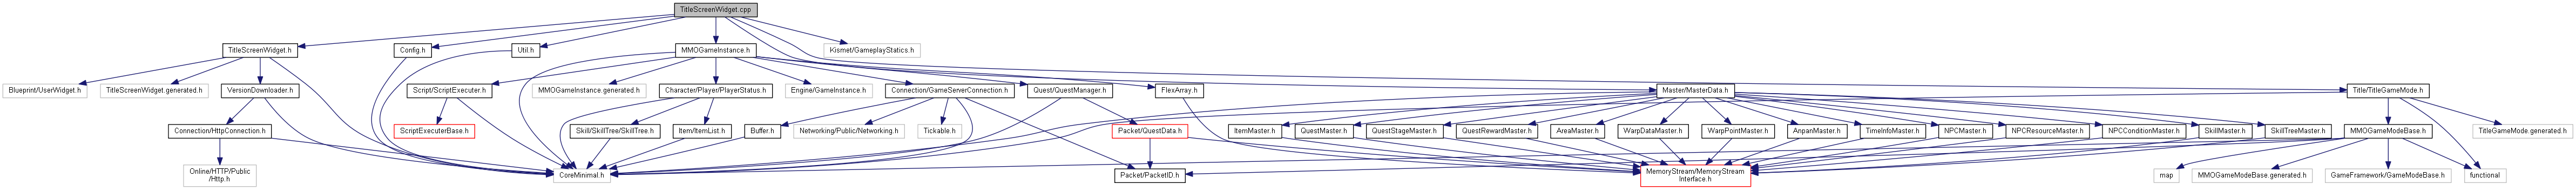 TitleScreenWidget.cpp
TitleScreenWidget.h
Config.h
Util.h
MMOGameInstance.h
Kismet/GameplayStatics.h
Blueprint/UserWidget.h
TitleScreenWidget.generated.h
VersionDownloader.h
Script/ScriptExecuter.h
MMOGameInstance.generated.h
Character/Player/PlayerStatus.h
Engine/GameInstance.h
Connection/GameServerConnection.h
Quest/QuestManager.h
FlexArray.h
Master/MasterData.h
Title/TitleGameMode.h
Connection/HttpConnection.h
ScriptExecuterBase.h
Skill/SkillTree/SkillTree.h
Item/ItemList.h
Buffer.h
Networking/Public/Networking.h
Tickable.h
Packet/QuestData.h
ItemMaster.h
QuestMaster.h
QuestStageMaster.h
QuestRewardMaster.h
AreaMaster.h
WarpDataMaster.h
WarpPointMaster.h
AnpanMaster.h
TimeInfoMaster.h
NPCMaster.h
NPCResourceMaster.h
NPCConditionMaster.h
SkillMaster.h
SkillTreeMaster.h
MMOGameModeBase.h
TitleGameMode.generated.h
Online/HTTP/Public
/Http.h
CoreMinimal.h
Packet/PacketID.h
MemoryStream/MemoryStream
Interface.h
map
MMOGameModeBase.generated.h
GameFramework/GameModeBase.h
functional